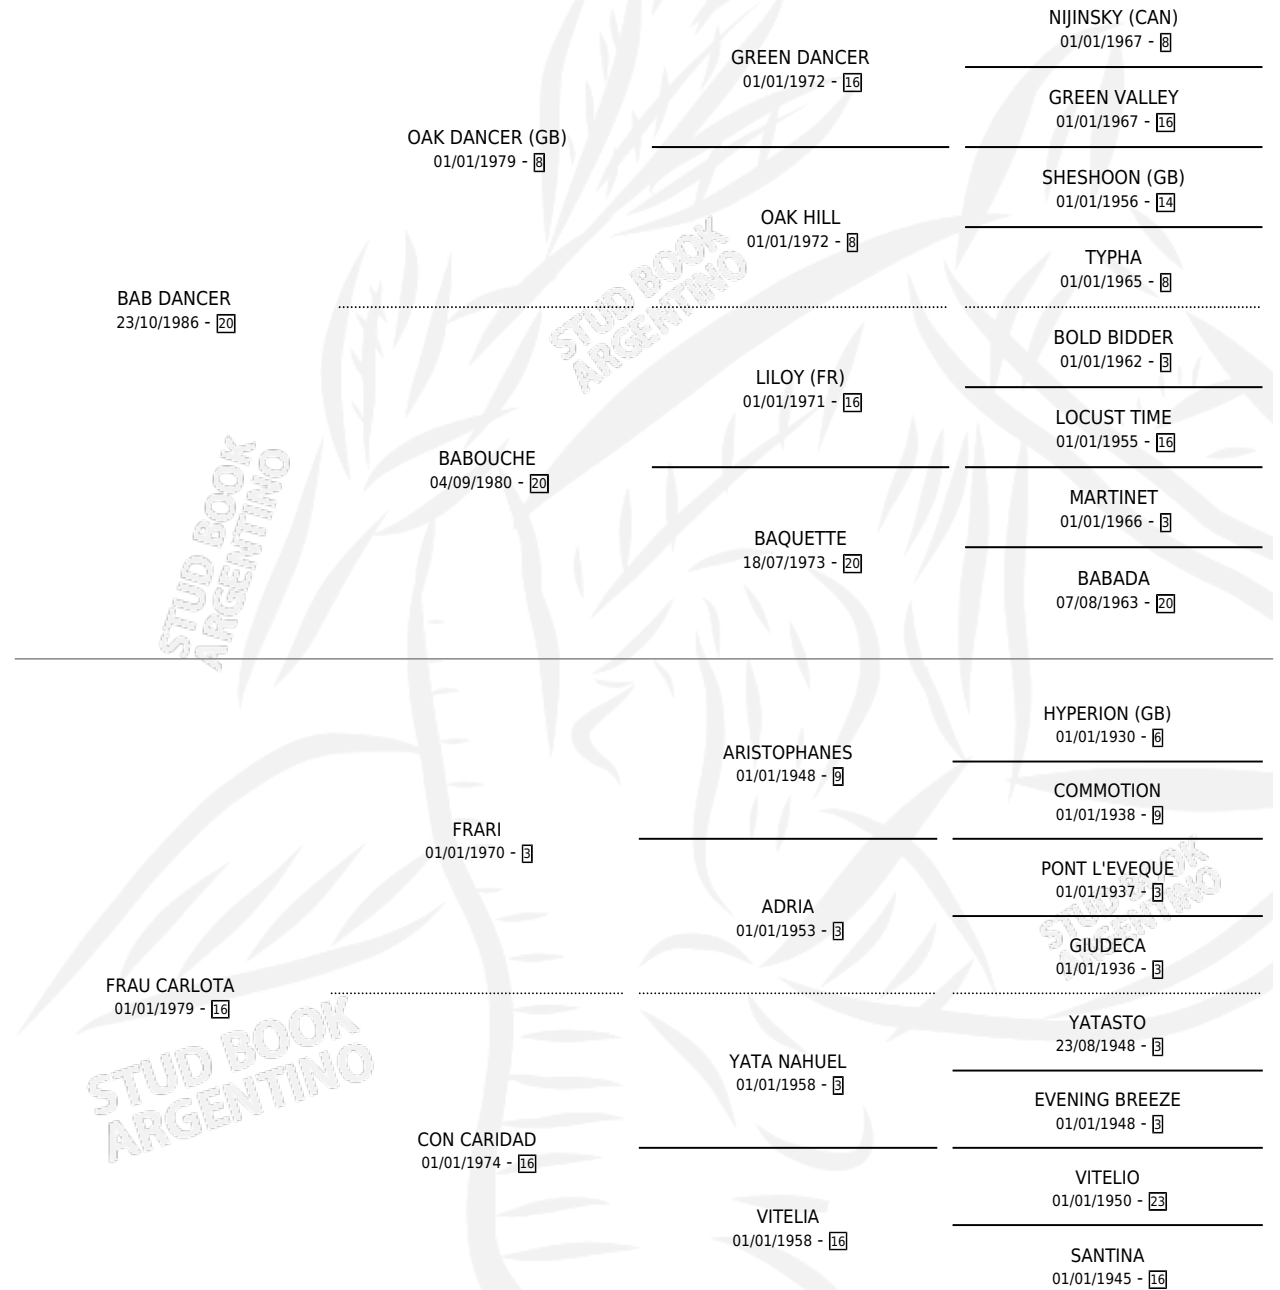 NIJINSKY (CAN)
01/01/1967 - 8
GREEN DANCER
01/01/1972 - 16
GREEN VALLEY
01/01/1967 - 16
OAK DANCER (GB)
01/01/1979 - 8
SHESHOON (GB)
01/01/1956 - 14
OAK HILL
01/01/1972 - 8
TYPHA
01/01/1965 - 8
BAB DANCER
23/10/1986 - 20
BOLD BIDDER
01/01/1962 - 3
LILOY (FR)
01/01/1971 - 16
LOCUST TIME
01/01/1955 - 16
BABOUCHE
04/09/1980 - 20
MARTINET
01/01/1966 - 3
BAQUETTE
18/07/1973 - 20
BABADA
07/08/1963 - 20
HYPERION (GB)
01/01/1930 - 6
ARISTOPHANES
01/01/1948 - 9
COMMOTION
01/01/1938 - 9
FRARI
01/01/1970 - 3
PONT L'EVEQUE
01/01/1937 - 3
ADRIA
01/01/1953 - 3
GIUDECA
01/01/1936 - 3
FRAU CARLOTA
01/01/1979 - 16
YATASTO
23/08/1948 - 3
YATA NAHUEL
01/01/1958 - 3
EVENING BREEZE
01/01/1948 - 3
CON CARIDAD
01/01/1974 - 16
VITELIO
01/01/1950 - 23
VITELIA
01/01/1958 - 16
SANTINA
01/01/1945 - 16
STUD BOOK
ARGENTINO
STUD BOOK
ARGENTINO
STUD BOOK
ARGENTINO
STUD BOOK
ARGENTINO